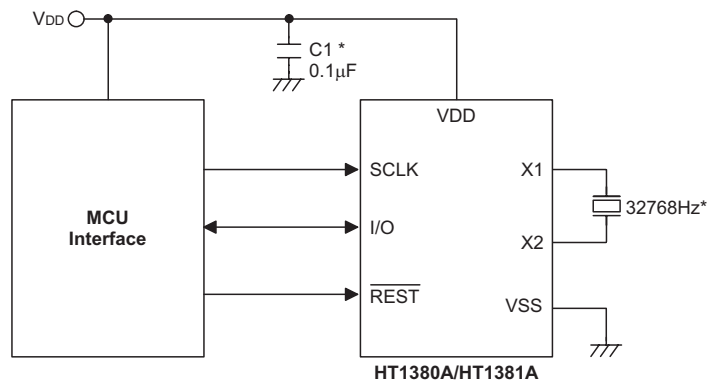 VDD
C1 *
0.1μF
VDD
MCU
Interface
SCLK
I/O
REST
X1
X2
VSS
32768Hz*
HT1380A/HT1381A